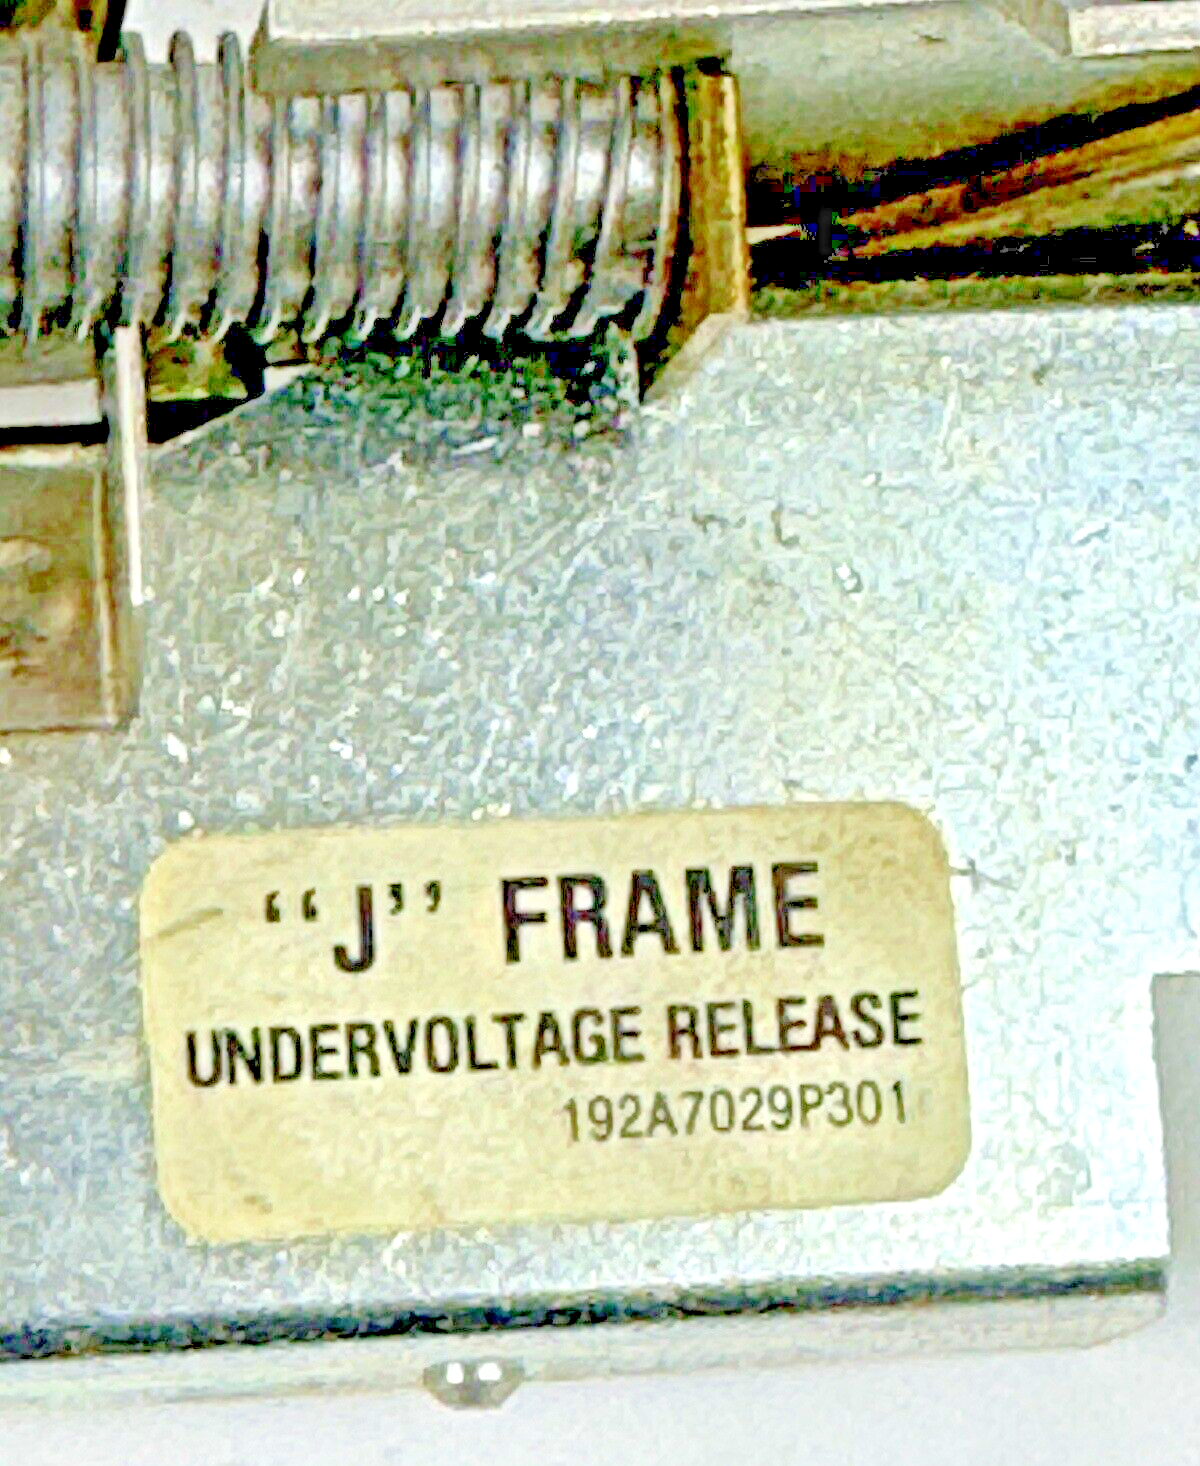 “J” FRAME
UNDERVOLTAGE RELEASE
192A7029P301